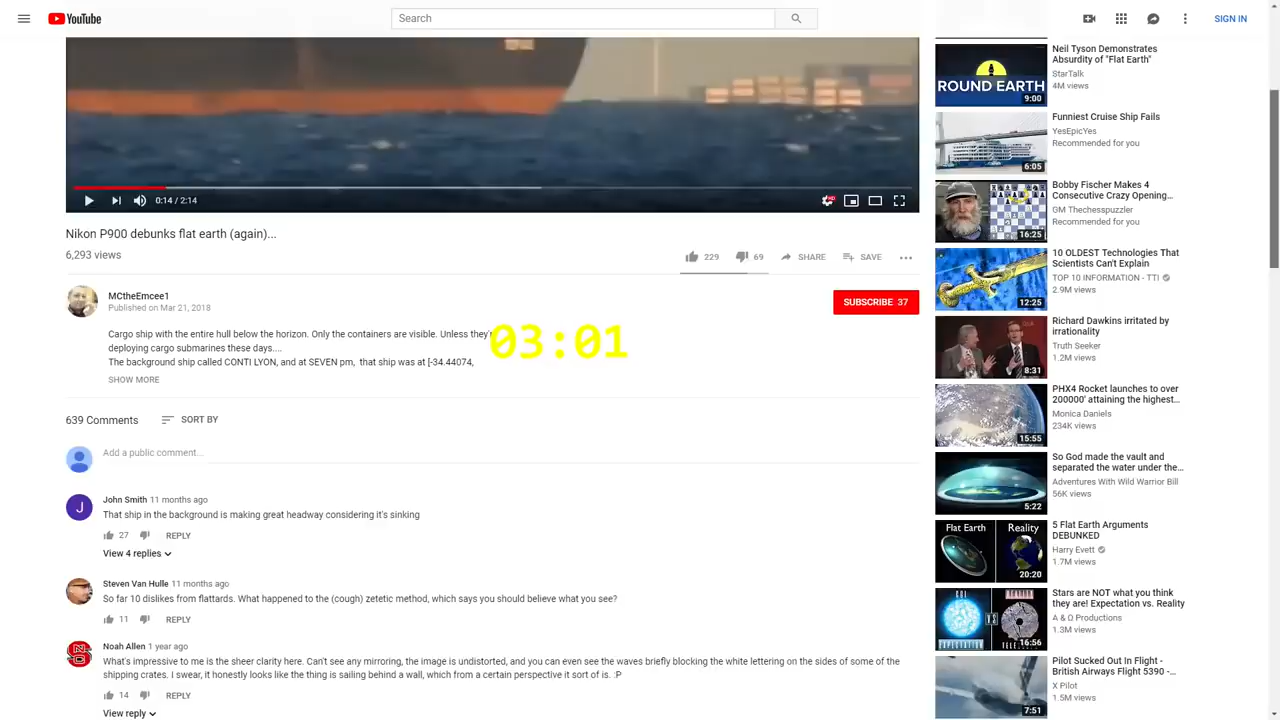 YouTube
Search
SIGN IN
0:14 / 2:14
HD
Nikon P900 debunks flat earth (again)...
6,293 views
229
69
SHARE
SAVE
MCtheEmcee1
Published on Mar 21, 2018
SUBSCRIBE 37
Cargo ship with the entire hull below the horizon. Only the containers are visible. Unless they'r
deploying cargo submarines these days....
The background ship called CONTI LYON, and at SEVEN pm, that ship was at [-34.44074,
03:01
SHOW MORE
639 Comments
SORT BY
Add a public comment...
J
John Smith 11 months ago
That ship in the background is making great headway considering it's sinking
27
REPLY
View 4 replies
Steven Van Hulle 11 months ago
So far 10 dislikes from flattards. What happened to the (cough) zetetic method, which says you should believe what you see?
11
REPLY
Noah Allen 1 year ago
What's impressive to me is the sheer clarity here. Can't see any mirroring, the image is undistorted, and you can even see the waves briefly blocking the white lettering on the sides of some of the
shipping crates. I swear, it honestly looks like the thing is sailing behind a wall, which from a certain perspective it sort of is. :P
14
REPLY
View reply
ROUND EARTH
9:00
Neil Tyson Demonstrates
Absurdity of "Flat Earth"
StarTalk
4M views
6:05
Funniest Cruise Ship Fails
YesEpicYes
Recommended for you
16:25
Bobby Fischer Makes 4
Consecutive Crazy Opening...
GM Thechesspuzzler
Recommended for you
12:25
10 OLDEST Technologies That
Scientists Can't Explain
TOP 10 INFORMATION - TTI
2.9M views
8:31
Richard Dawkins irritated by
irrationality
Truth Seeker
1.2M views
15:55
PHX4 Rocket launches to over
200000' attaining the highest...
Monica Daniels
234K views
5:22
So God made the vault and
separated the water under the...
Adventures With Wild Warrior Bill
56K views
Flat Earth
Reality
20:20
5 Flat Earth Arguments
DEBUNKED
Harry Evett
1.7M views
EXPECTATION
16:56
Stars are NOT what you think
they are! Expectation vs. Reality
A & Ω Productions
1.3M views
7:51
Pilot Sucked Out In Flight -
British Airways Flight 5390 -...
X Pilot
1.5M views